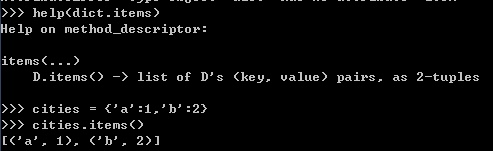 >>> help(dict.items)
Help on method_descriptor:
items(...)
D.items() -> list of D's (key, value) pairs, as 2-tuples
>>> cities = {'a':1,'b':2}
>>> cities.items()
[('a', 1), ('b', 2)]